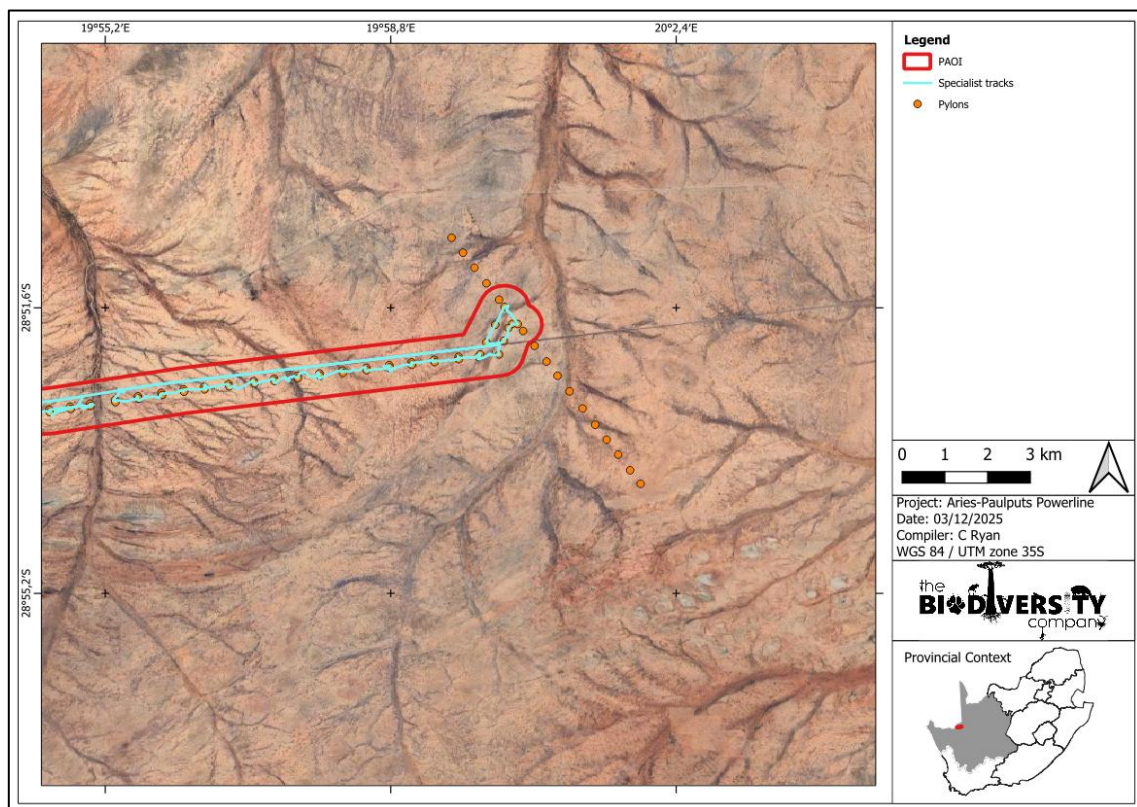 19°55,2'E
19°58,8'E
20°2,4'E
28°51,6'S
28°55,2'S
Legend
PAOI
Specialist tracks
Pylons
0 1 2 3 km
Project: Aries-Paulputs Powerline
Date: 03/12/2025
Compiler: C Ryan
WGS 84 / UTM zone 35S
the
BIODIVERSITY
company
Provincial Context